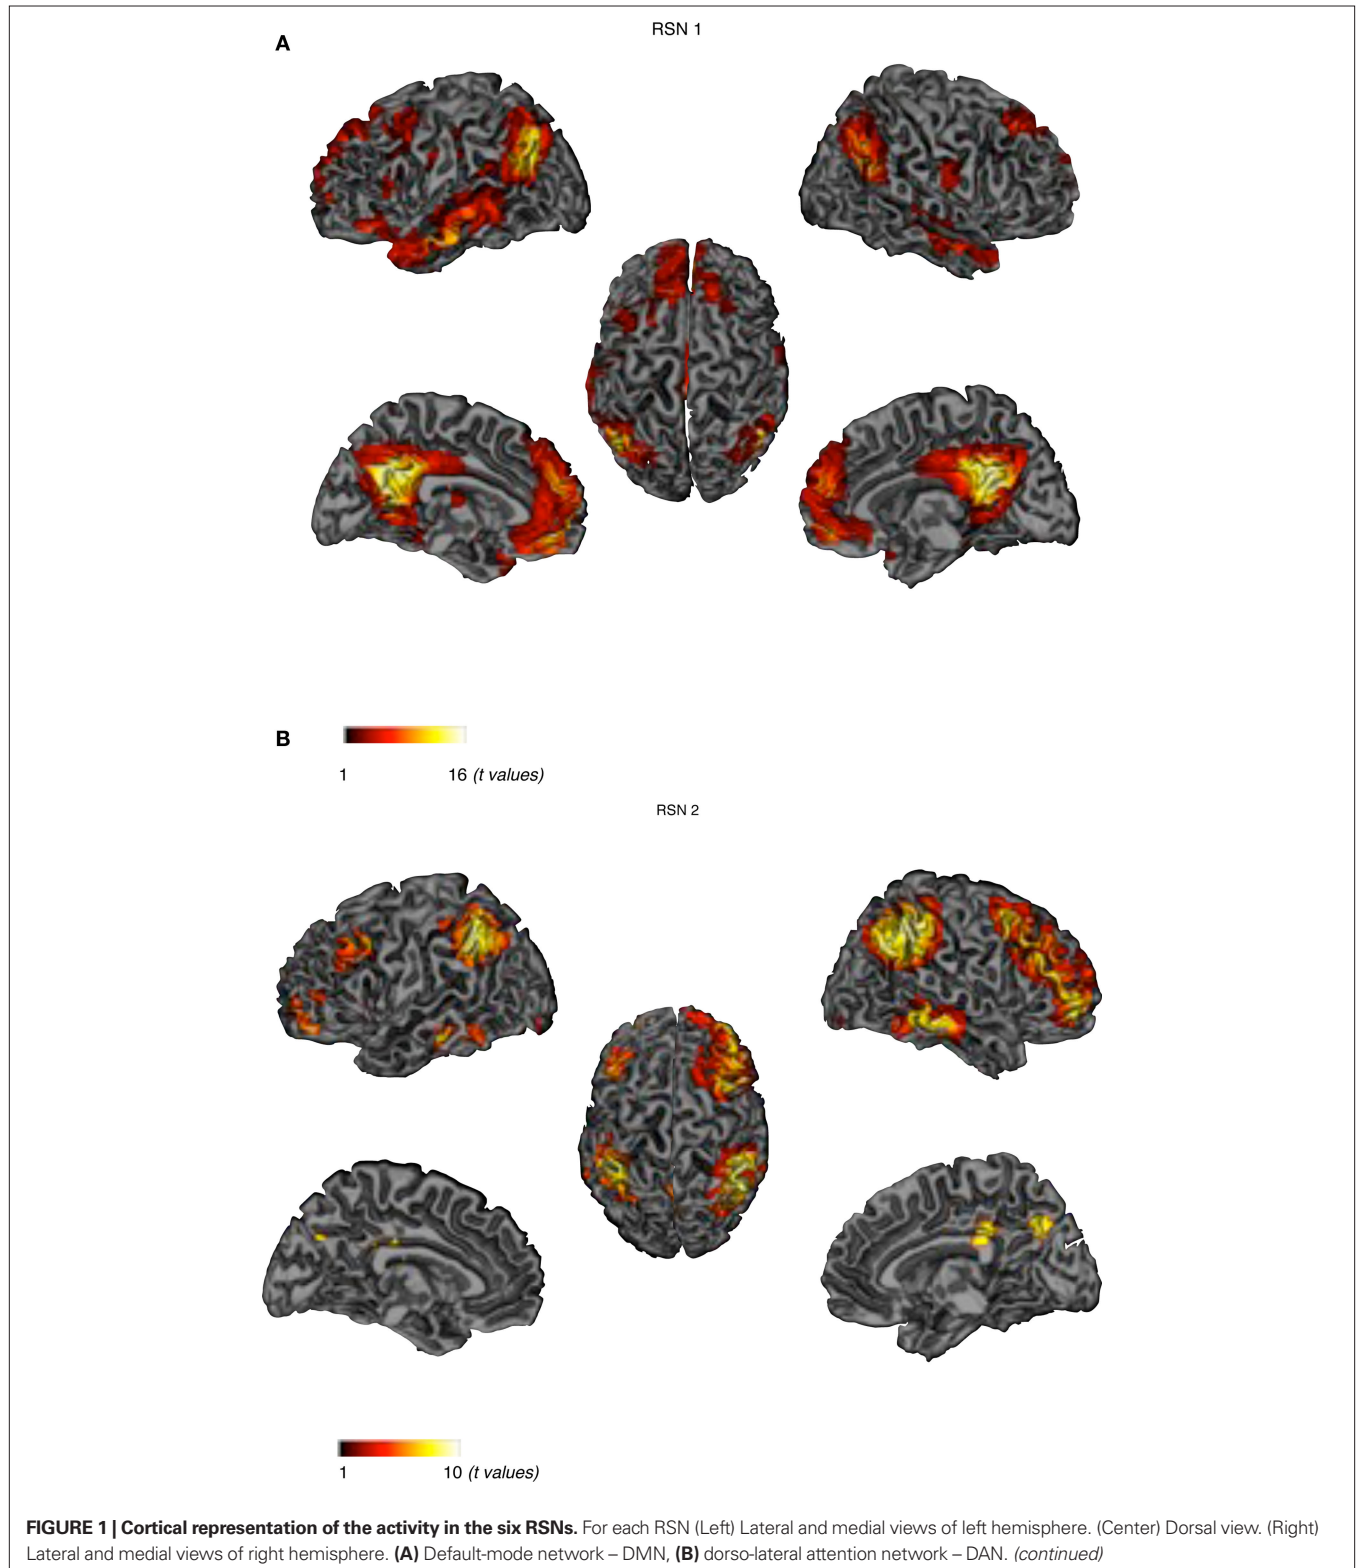 RSN 1
A
B
1 16 (t values)
RSN 2
1 10 (t values)
FIGURE 1 | Cortical representation of the activity in the six RSNs. For each RSN (Left) Lateral and medial views of left hemisphere. (Center) Dorsal view. (Right)
Lateral and medial views of right hemisphere. (A) Default-mode network – DMN, (B) dorso-lateral attention network – DAN. (continued)